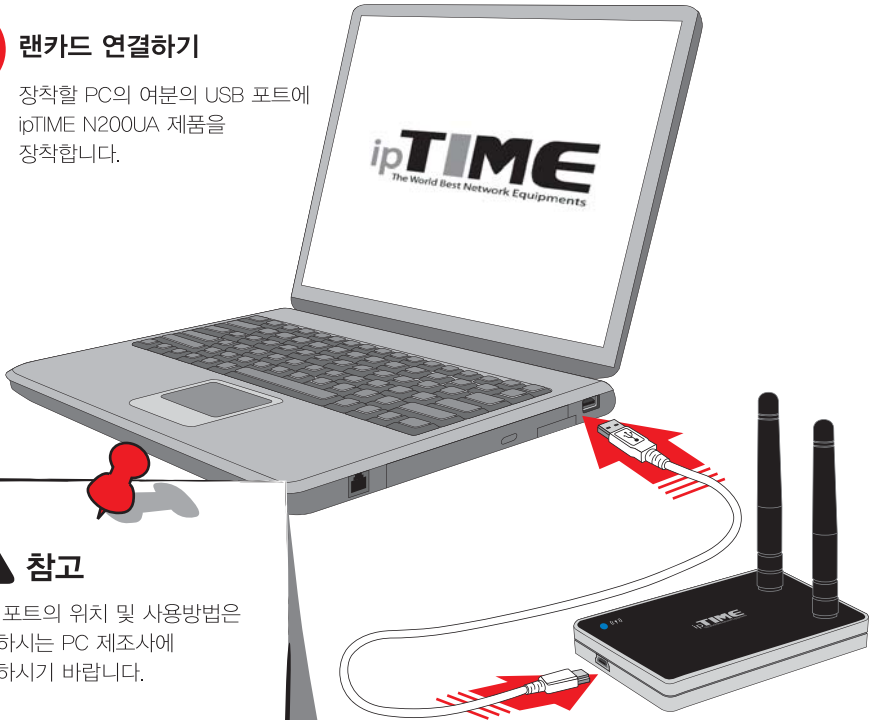 랜카드 연결하기
장착할 PC의 여분의 USB 포트에
ipTIME N200UA 제품을
장착합니다.
ipTIME
The World Best Network Equipments
참고
포트의 위치 및 사용방법은
하시는 PC 제조사에
하시기 바랍니다.
ipTIME